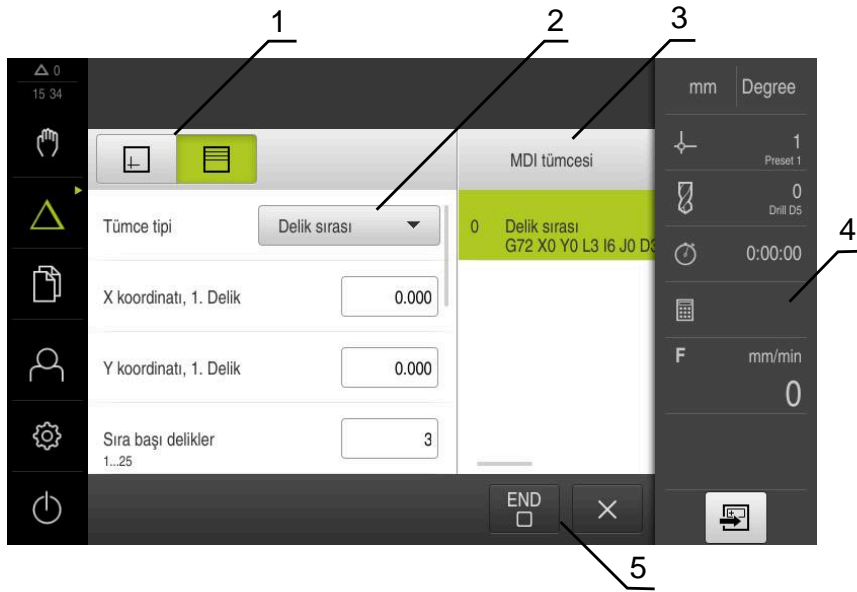 1
2
3
0
15 34
mm Degree
1
Preset 1
MDI tümcesi
0
Drill D5
Tümce tipi
Delik sırası
0 Delik sırası
G72 X0 Y0 L3 I6 J0 D3
4
0:00:00
X koordinatı, 1. Delik
0.000
Y koordinatı, 1. Delik
0.000
F mm/min
0
Sıra başı delikler
3
1...25
END
5